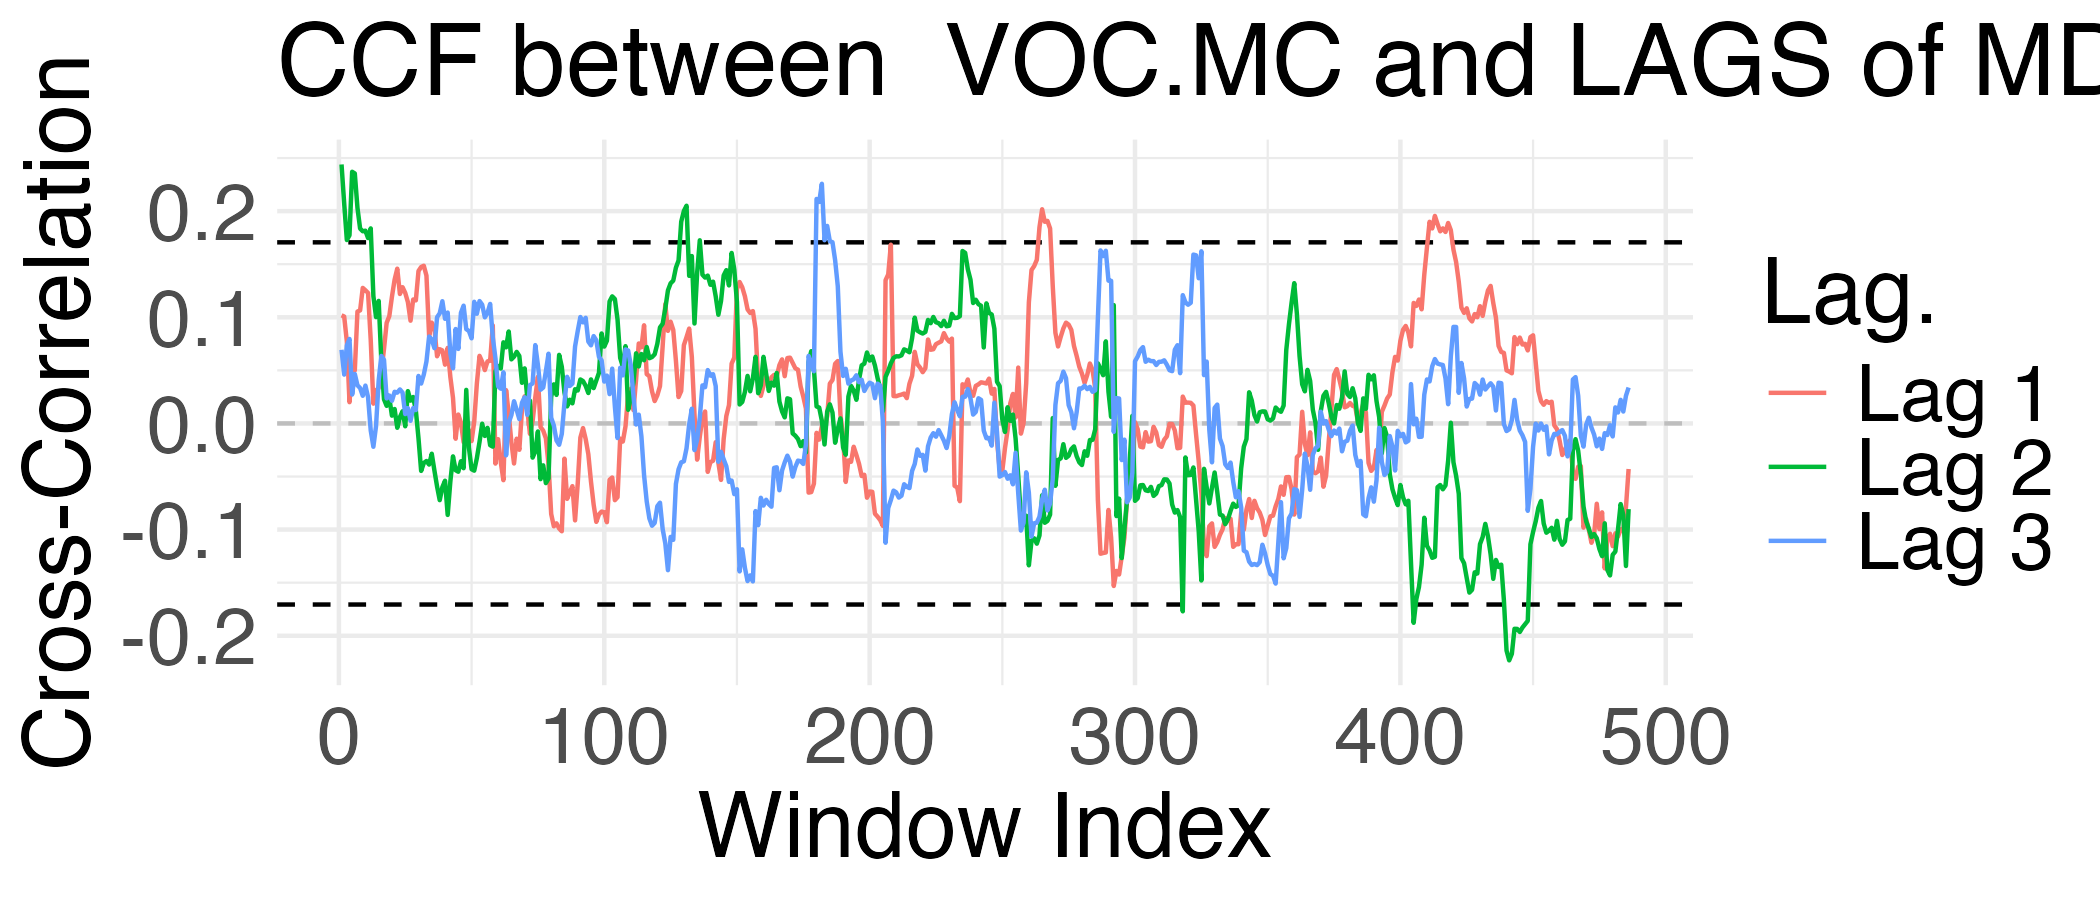 CCF between VOC.MC and LAGS of MD
Cross-Correlation
0.2
0.1
0.0
-0.1
-0.2
0 100 200 300 400 500
Window Index
Lag.
Lag 1
Lag 2
Lag 3